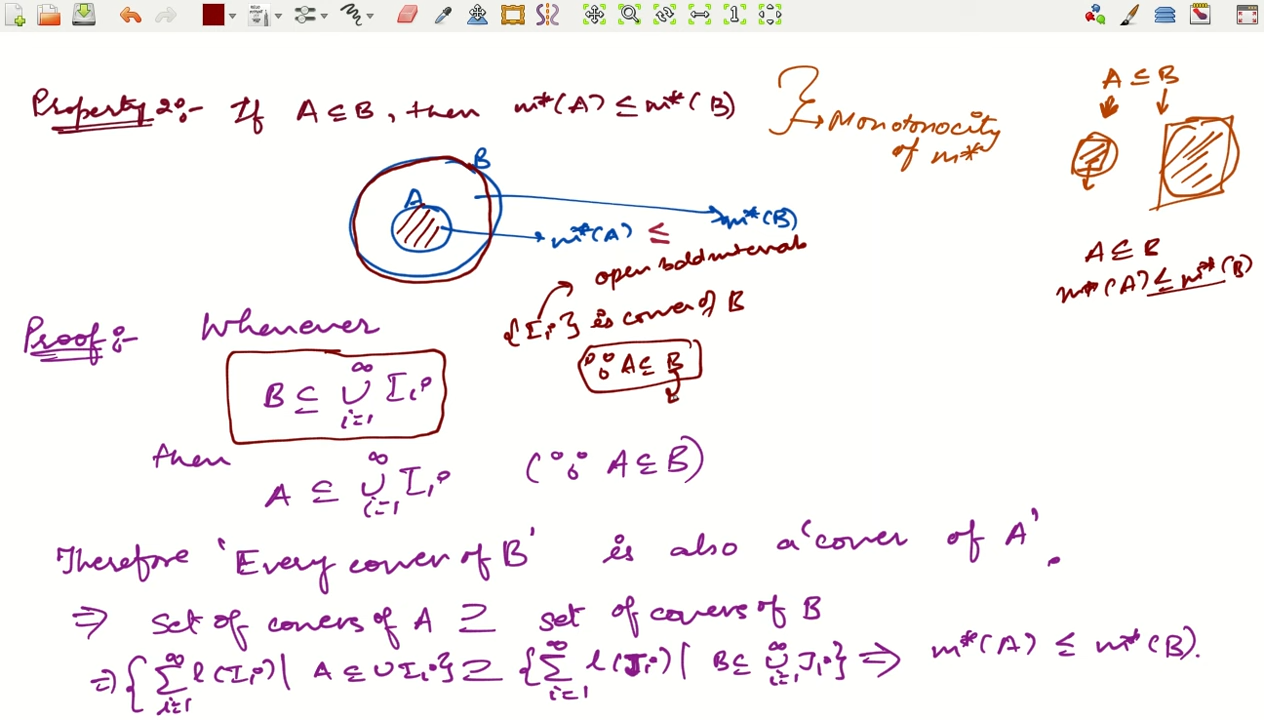 Property 2:- If A ⊆ B, then m*(A) ≤ m*(B)
→ Monotonocity
of m*
A ⊆ B
B
A
m*(A) ≤ m*(B)
A ⊆ B
m*(A) ≤ m*(B)
open bdd intervals
{Ii} is cover of B
∵ A ⊆ B
Proof:- Whenever
B ⊆ ∞∪i=1 Ii
then
A ⊆ ∞∪i=1 Ii (∵ A ⊆ B)
Therefore 'Every cover of B' is also a 'cover of A'.
⇒ set of covers of A ⊇ set of covers of B
⇒ {∞∑i=1 l(Ii) | A ⊆ ∪Ii} ⊇ {∞∑i=1 l(Ji) | B ⊆ ∞∪i=1 Ji} ⇒ m*(A) ≤ m*(B).